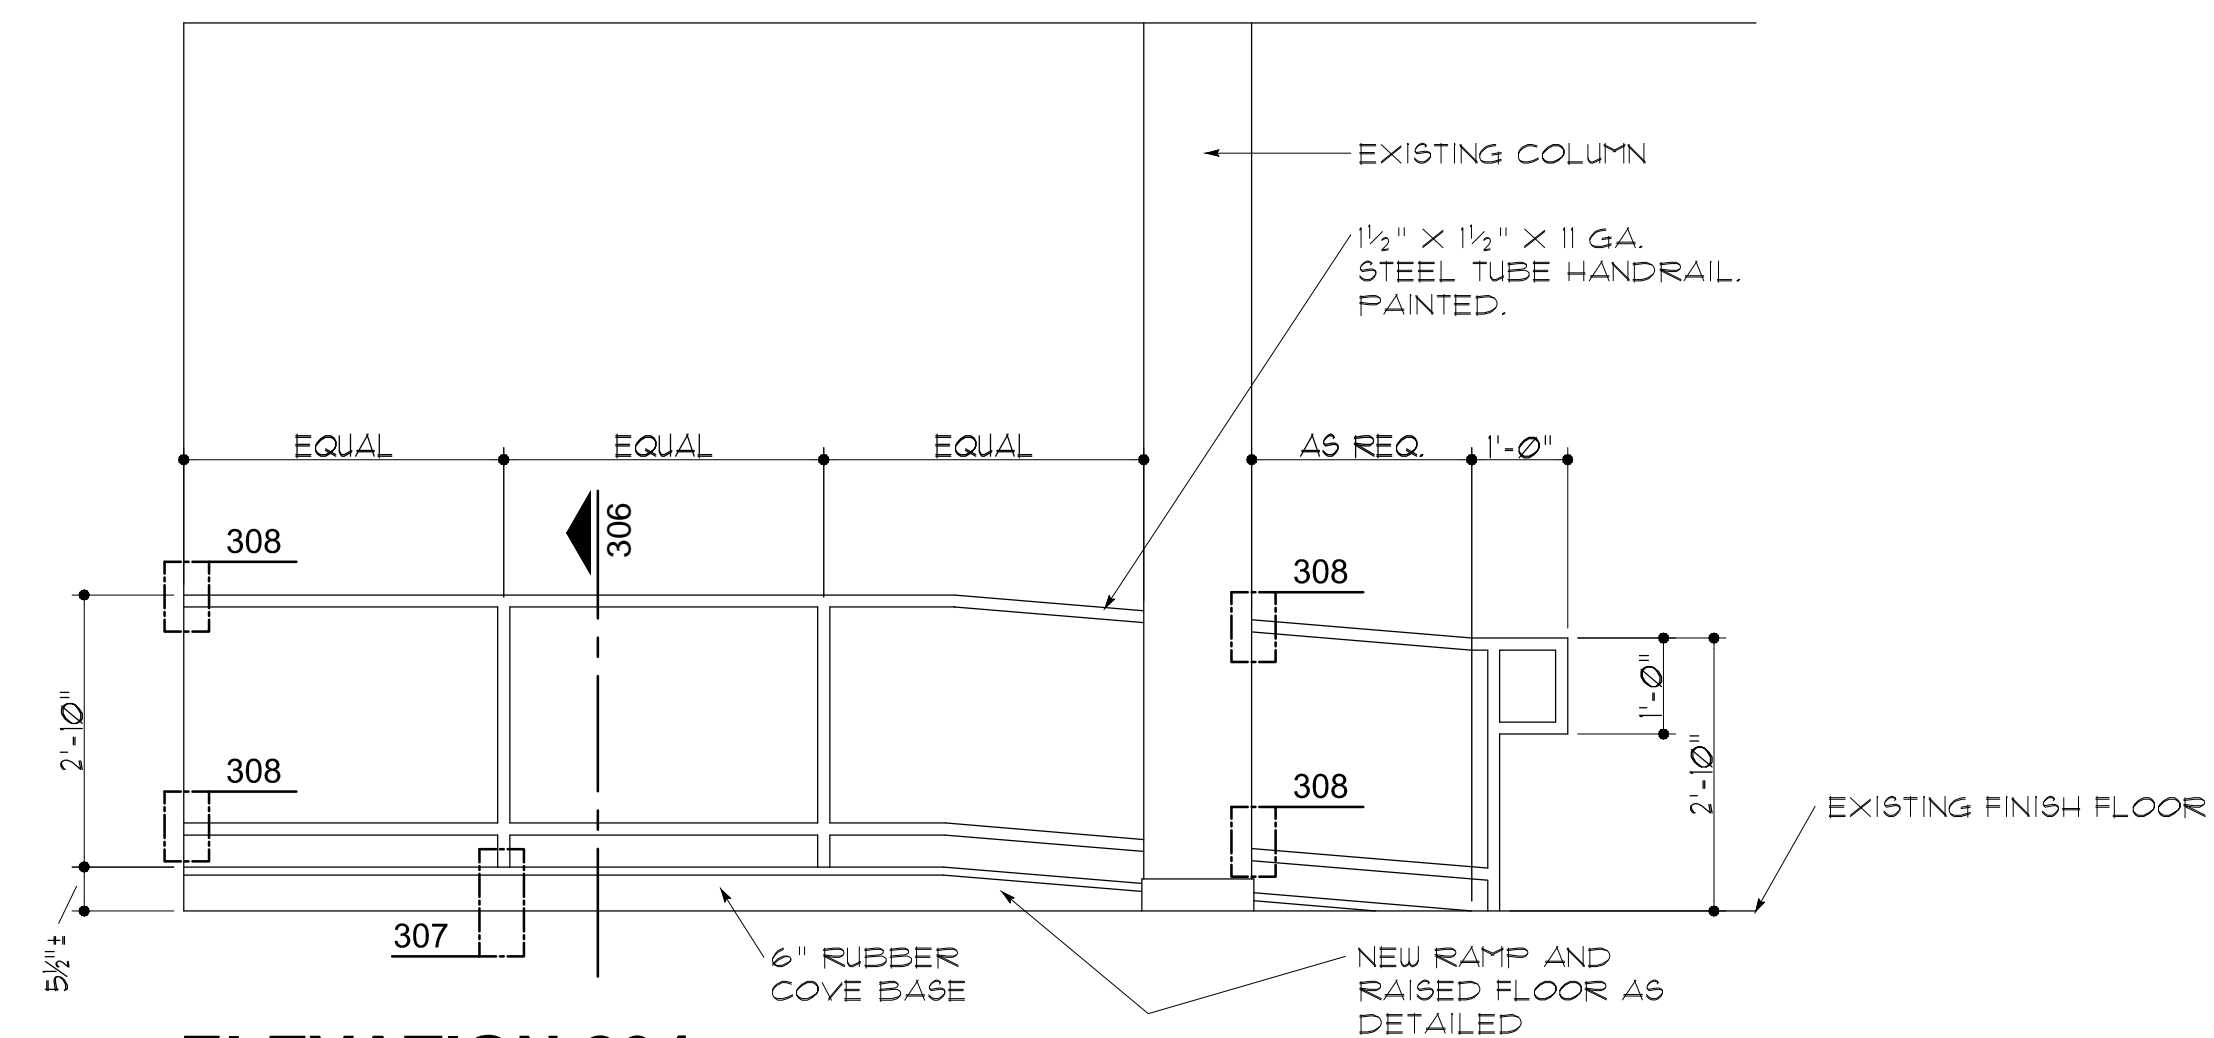 EXISTING COLUMN
1½" X 1½" X 11 GA.
STEEL TUBE HANDRAIL.
PAINTED.
EQUAL
EQUAL
EQUAL
AS REQ.
1'-0"
308
306
308
2'-10"
1'-0"
308
308
2'-10"
EXISTING FINISH FLOOR
5½"±
307
6" RUBBER
COVE BASE
NEW RAMP AND
RAISED FLOOR AS
DETAILED